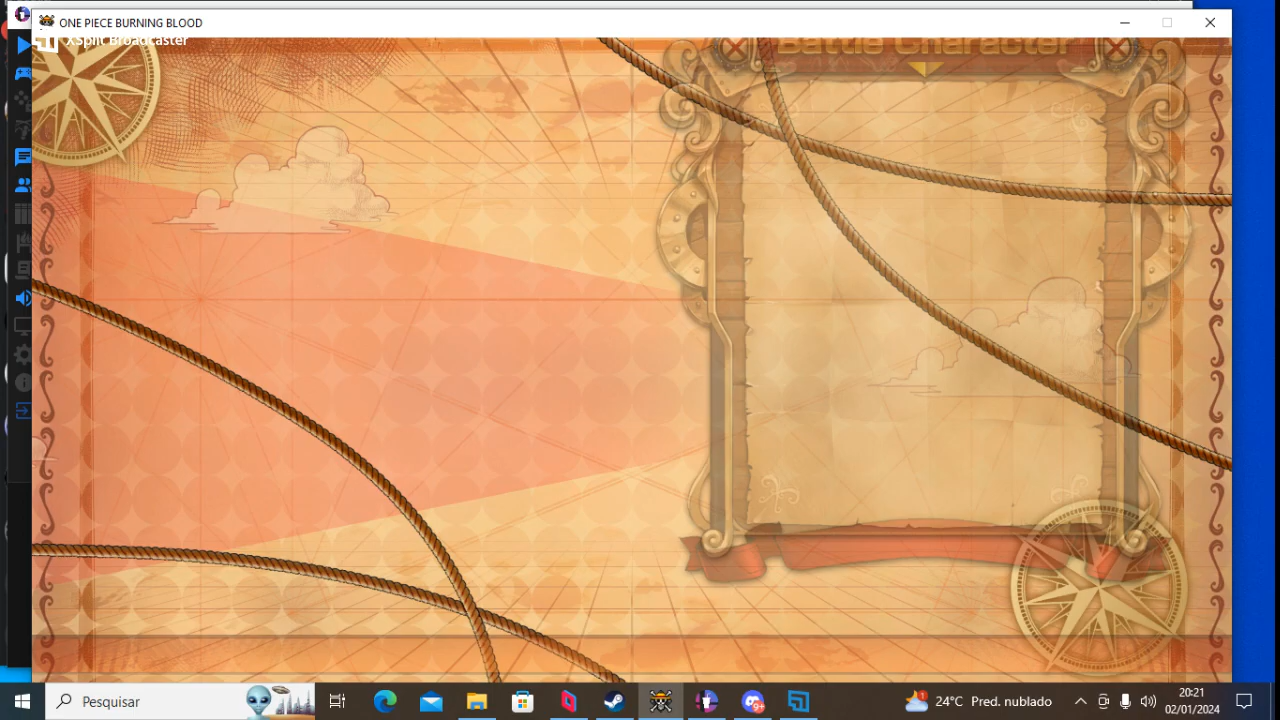 ONE PIECE BURNING BLOOD
XSplit Broadcaster
Battle Character
Pesquisar
24°C Pred. nublado
20:21
02/01/2024